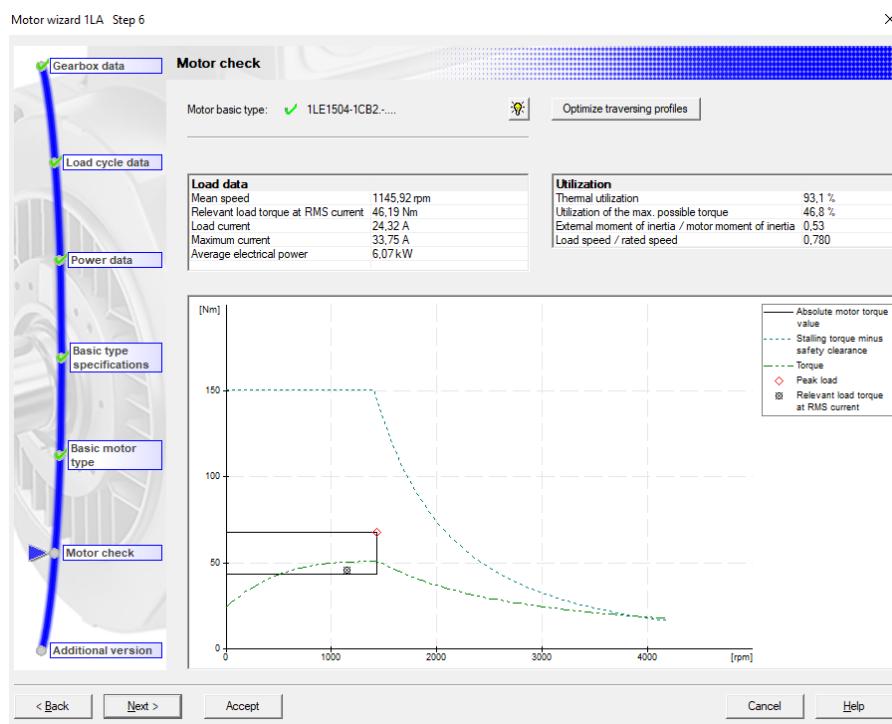 Motor wizard 1LA Step 6
Gearbox data
Load cycle data
Power data
Basic type
specifications
Basic motor
type
Motor check
Additional version
Motor check
Motor basic type: 1LE1504-1CB2.-....
Optimize traversing profiles
Load data
Mean speed 1145,92 rpm
Relevant load torque at RMS current 46,19 Nm
Load current 24,32 A
Maximum current 33,75 A
Average electrical power 6,07 kW
Utilization
Thermal utilization 93,1 %
Utilization of the max. possible torque 46,8 %
External moment of inertia / motor moment of inertia 0,53
Load speed / rated speed 0,780
[Nm]
150
100
50
0
0 1000 2000 3000 4000 [rpm]
Absolute motor torque
value
Stalling torque minus
safety clearance
Torque
Peak load
Relevant load torque
at RMS current
< Back Next > Accept Cancel Help